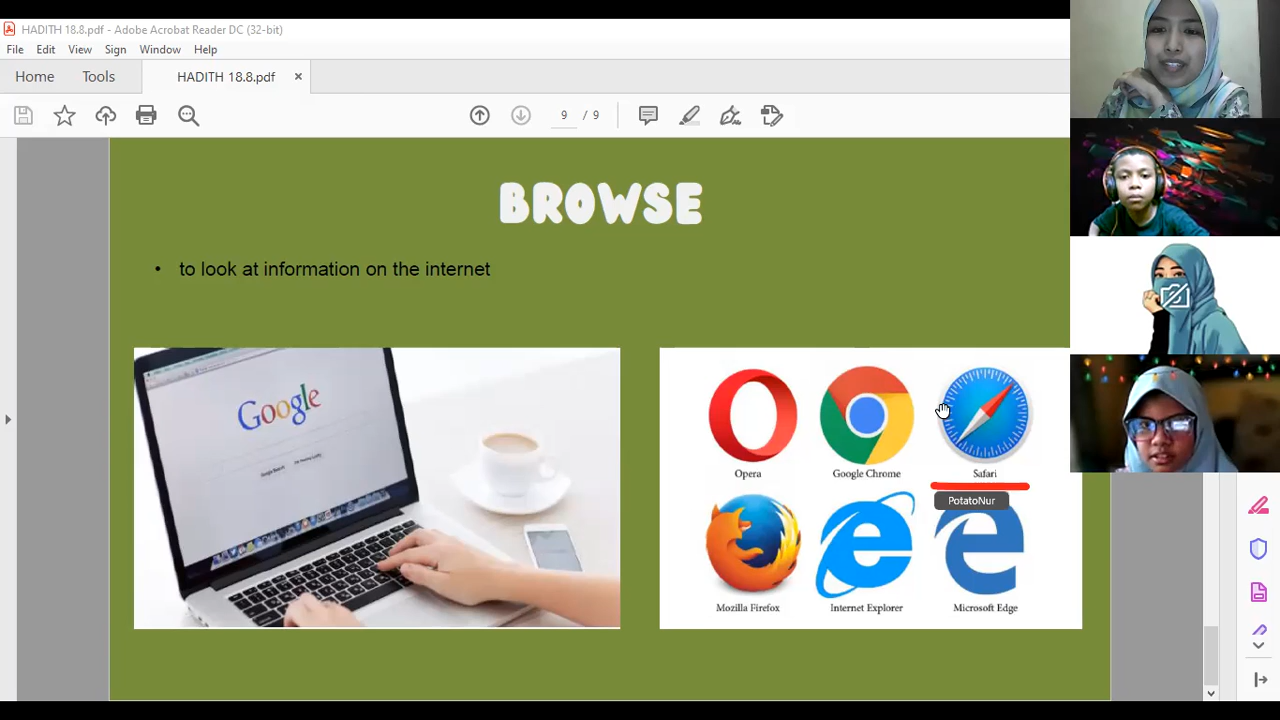 HADITH 18.8.pdf - Adobe Acrobat Reader DC (32-bit)
File Edit View Sign Window Help
Home Tools HADITH 18.8.pdf ×
9 / 9
BROWSE
• to look at information on the internet
Google
Opera Google Chrome Safari
PotatoNur
Mozilla Firefox Internet Explorer Microsoft Edge